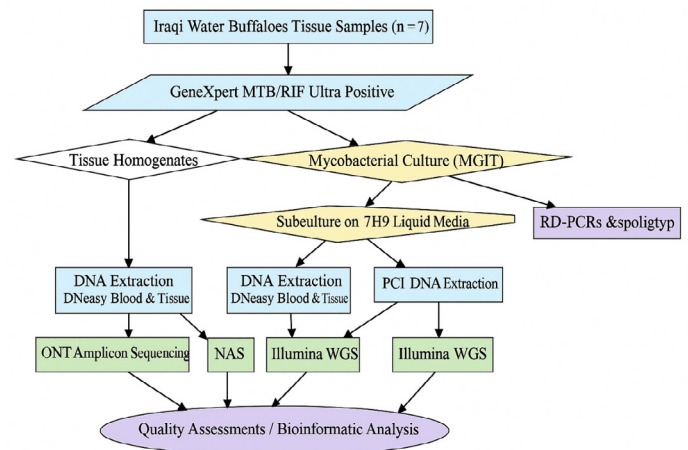 Iraqi Water Buffaloes Tissue Samples (n=7)
GeneXpert MTB/RIF Ultra Positive
Tissue Homogenates
Mycobacterial Culture (MGIT)
Subeulture on 7H9 Liquid Media
RD-PCRs &spoligtyp
DNA Extraction
DNeasy Blood & Tissue
DNA Extraction
DNeasy Blood & Tissue
PCI DNA Extraction
ONT Amplicon Sequencing
NAS
Illumina WGS
Illumina WGS
Quality Assessments / Bioinformatic Analysis